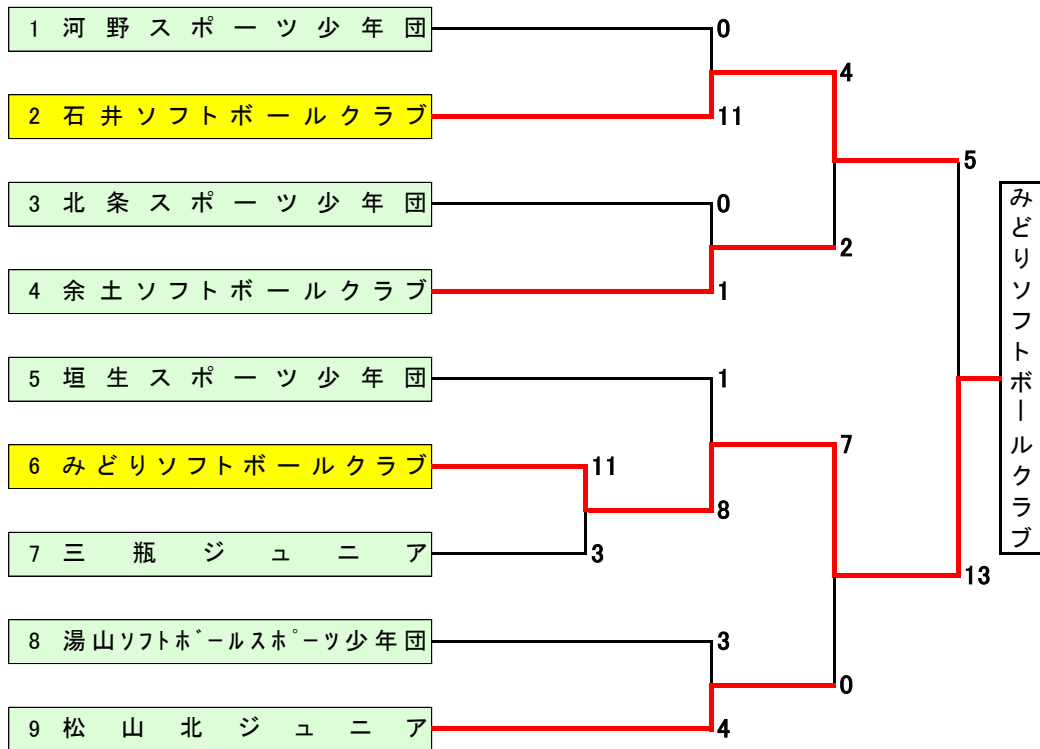 1 河野スポーツ少年団
0
4
2 石井ソフトボールクラブ
11
5
3 北条スポーツ少年団
0
2
4 余土ソフトボールクラブ
1
5 垣生スポーツ少年団
1
7
6 みどりソフトボールクラブ
11
8
7 三瓶ジュニア
3
13
8 湯山ソフトボールスポーツ少年団
3
0
9 松山北ジュニア
4
みどりソフトボールクラブ